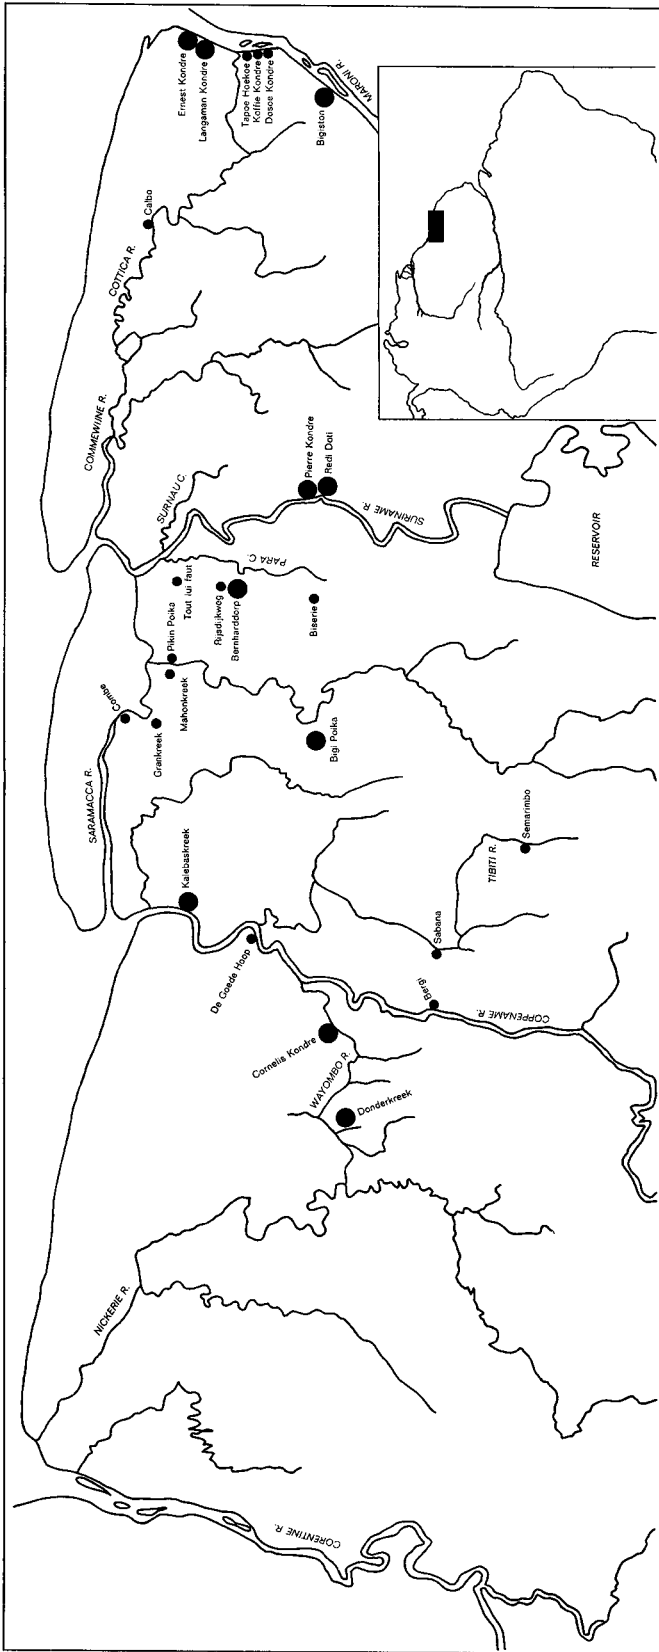 CORENTINE R.
NICKERIE R.
WAYOMBO R.
Donderkreek
Cornelis Kondre
COPPENAME R.
Bergi
Sabana
TIBITI R.
Semarimbo
De Goede Hoop
Kalebaskreek
SARAMACCA R.
Combe
Grankreek
Mahonkreek
Pikin Poika
Bigi Poika
Tout lui faut
Rijsdijkweg
Bernharddorp
Biserie
PARA C.
SURNAU C.
SURINAME R.
Pierre Kondre
Redi Doti
RESERVOIR
COMMEWIJNE R.
COTTICA R.
Calbo
Ernest Kondre
Langaman Kondre
Tapoe Hoekoe
Koffie Kondre
Dosoe Kondre
Bigiston
MARONI R.